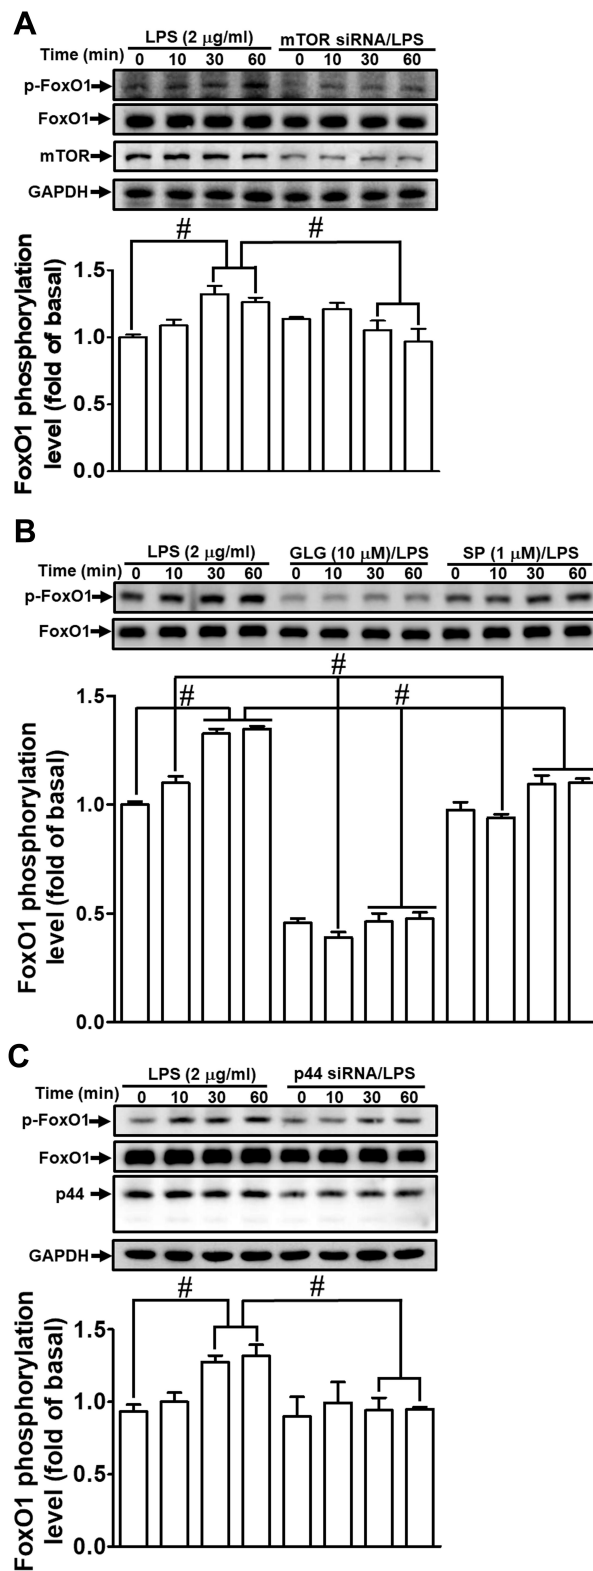 A
LPS (2 μg/ml) mTOR siRNA/LPS
Time (min) 0 10 30 60 0 10 30 60
p-FoxO1
FoxO1
mTOR
GAPDH
# #
FoxO1 phosphorylation
level (fold of basal)
1.5
1.0
0.5
0.0
B
LPS (2 μg/ml) GLG (10 μM)/LPS SP (1 μM)/LPS
Time (min) 0 10 30 60 0 10 30 60 0 10 30 60
p-FoxO1
FoxO1
#
# #
FoxO1 phosphorylation
level (fold of basal)
1.5
1.0
0.5
0.0
C
LPS (2 μg/ml) p44 siRNA/LPS
Time (min) 0 10 30 60 0 10 30 60
p-FoxO1
FoxO1
p44
GAPDH
# #
FoxO1 phosphorylation
level (fold of basal)
1.5
1.0
0.5
0.0